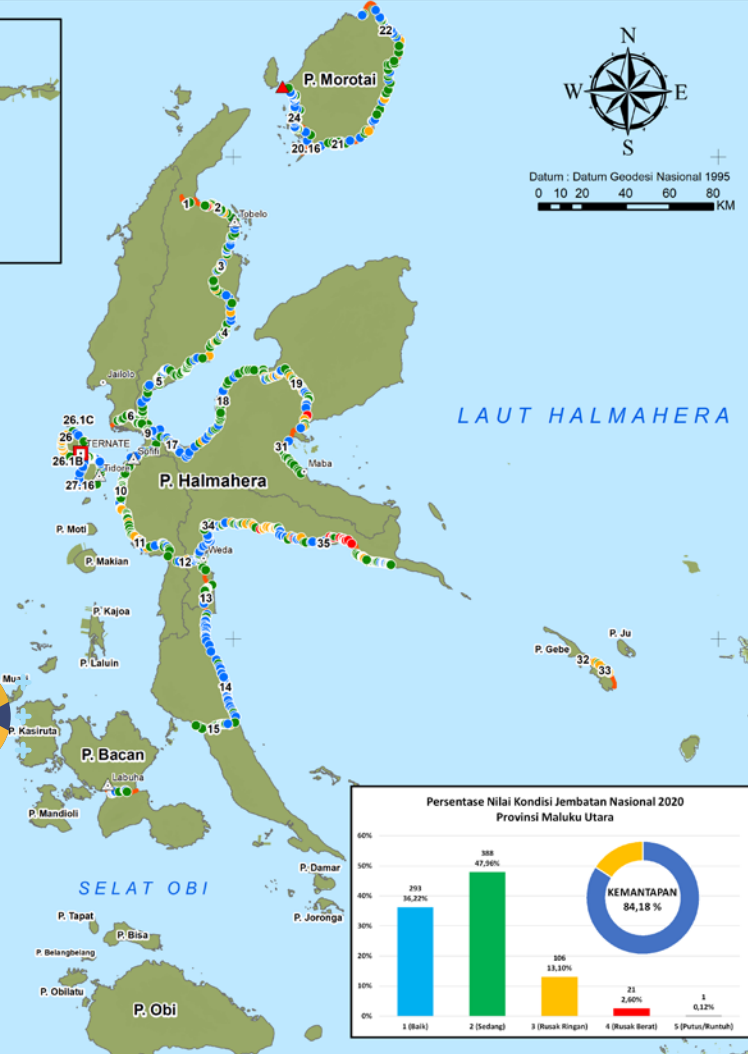 22
N
P. Morotai
W
E
24
S
20.16
21
Datum : Datum Geodesi Nasional 1995
0 10 20 40 60 80
KM
1
2
Tobelo
3
4
Jailolo
5
19
18
26.1C
6
LAUT HALMAHERA
26
TERNATE
9
17
31
26.1B
Sofifi
Maba
Tidore
27.16
P. Halmahera
10
P. Moti
34
11
35
Weda
P. Makian
12
13
P. Kajoa
P. Ju
P. Gebe
32
33
P. Laluin
14
P. Kasiruta
15
P. Bacan
Labuha
P. Mandioli
Persentase Nilai Kondisi Jembatan Nasional 2020
Provinsi Maluku Utara
60%
50%
40%
30%
20%
10%
0%
293
36,22%
388
47,96%
106
13,10%
21
2,60%
1
0,12%
KEMANTAPAN
84,18 %
1 (Baik)
2 (Sedang)
3 (Rusak Ringan)
4 (Rusak Berat)
5 (Putus/Runtuh)
P. Damar
SELAT OBI
P. Joronga
P. Tapat
P. Bisa
P. Belangbelang
P. Obilatu
P. Obi